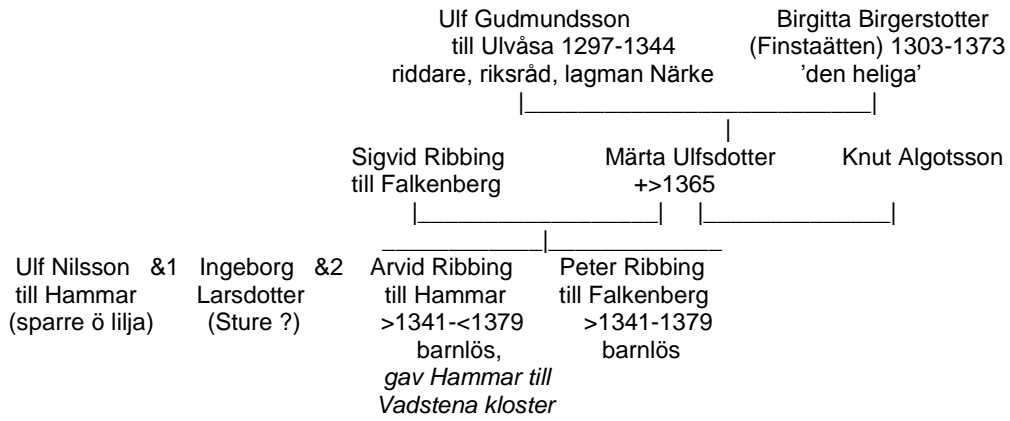 Ulf Gudmundsson Birgitta Birgerstotter
till Ulvåsa 1297-1344 (Finstaätten) 1303-1373
riddare, riksråd, lagman Närke ’den heliga’
Sigvid Ribbing Märta Ulfsdotter Knut Algotsson
till Falkenberg +>1365
Ulf Nilsson &1 Ingeborg &2 Arvid Ribbing Peter Ribbing
till Hammar Larsdotter till Hammar till Falkenberg
(sparre ö lilja) (Sture ?) >1341-<1379 >1341-1379
barnlös, barnlös
gav Hammar till
Vadstena kloster